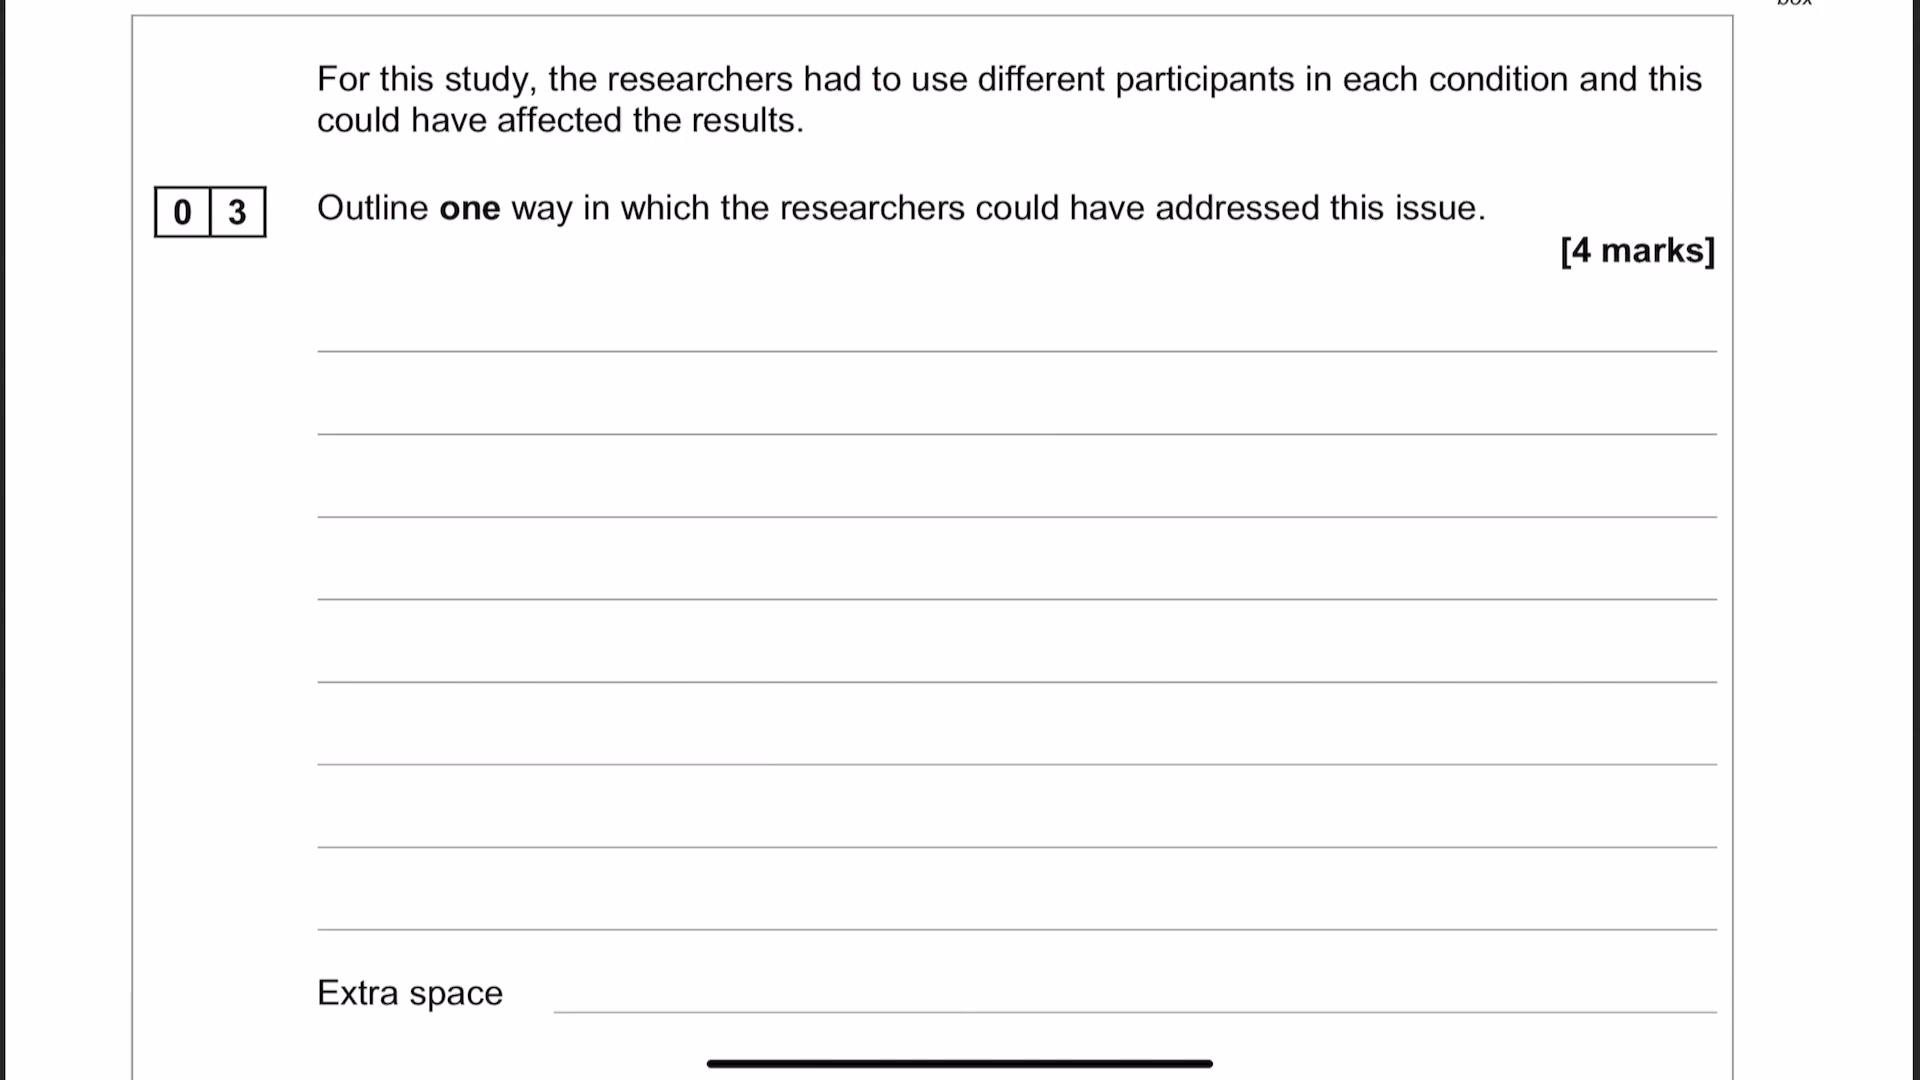 box
For this study, the researchers had to use different participants in each condition and this
could have affected the results.
0 3 Outline one way in which the researchers could have addressed this issue.
[4 marks]
Extra space